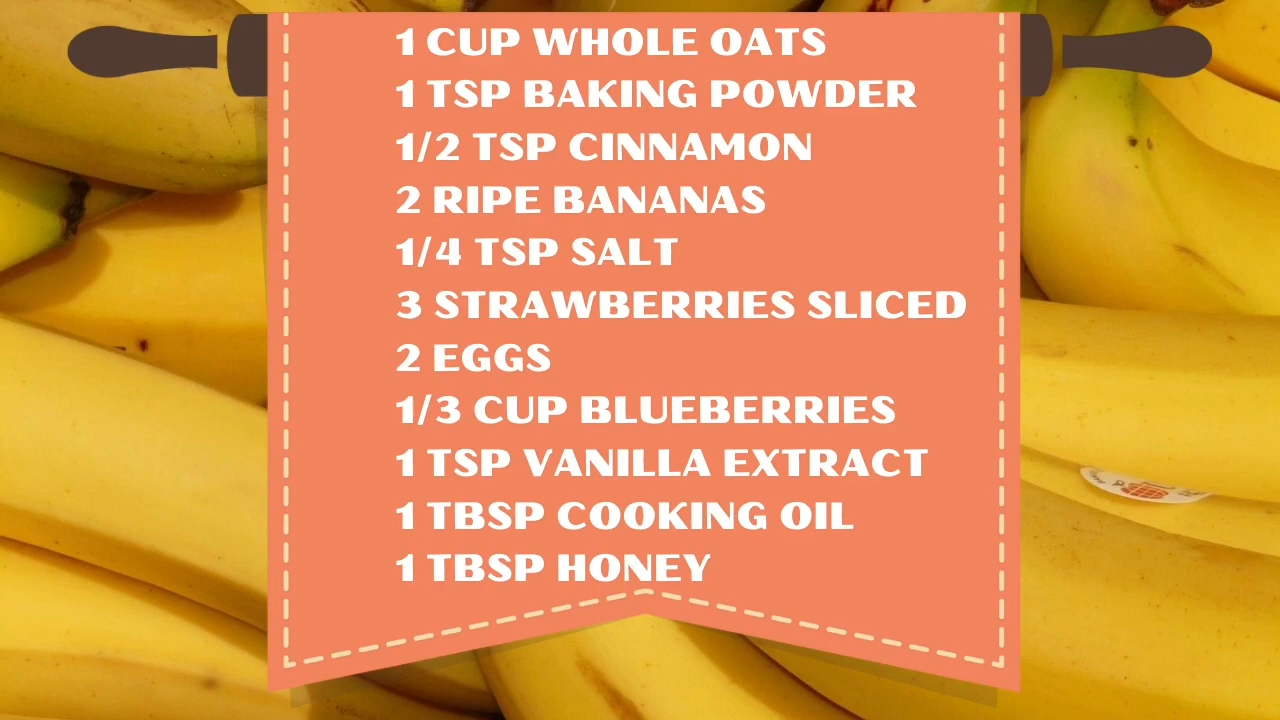 1 CUP WHOLE OATS
1 TSP BAKING POWDER
1/2 TSP CINNAMON
2 RIPE BANANAS
1/4 TSP SALT
3 STRAWBERRIES SLICED
2 EGGS
1/3 CUP BLUEBERRIES
1 TSP VANILLA EXTRACT
1 TBSP COOKING OIL
1 TBSP HONEY